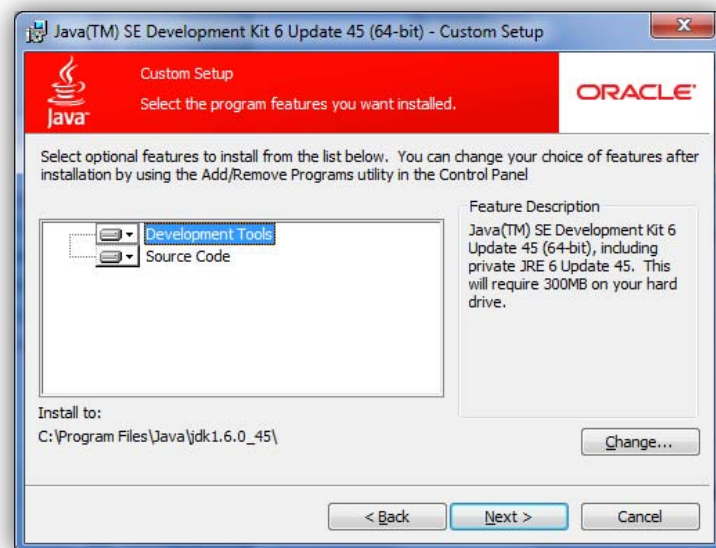 Java(TM) SE Development Kit 6 Update 45 (64-bit) - Custom Setup
Java
Custom Setup
Select the program features you want installed.
ORACLE
Select optional features to install from the list below. You can change your choice of features after
installation by using the Add/Remove Programs utility in the Control Panel
Development Tools
Source Code
Feature Description
Java(TM) SE Development Kit 6
Update 45 (64-bit), including
private JRE 6 Update 45. This
will require 300MB on your hard
drive.
Install to:
C:\Program Files\Java\jdk1.6.0_45\
Change...
< Back
Next >
Cancel